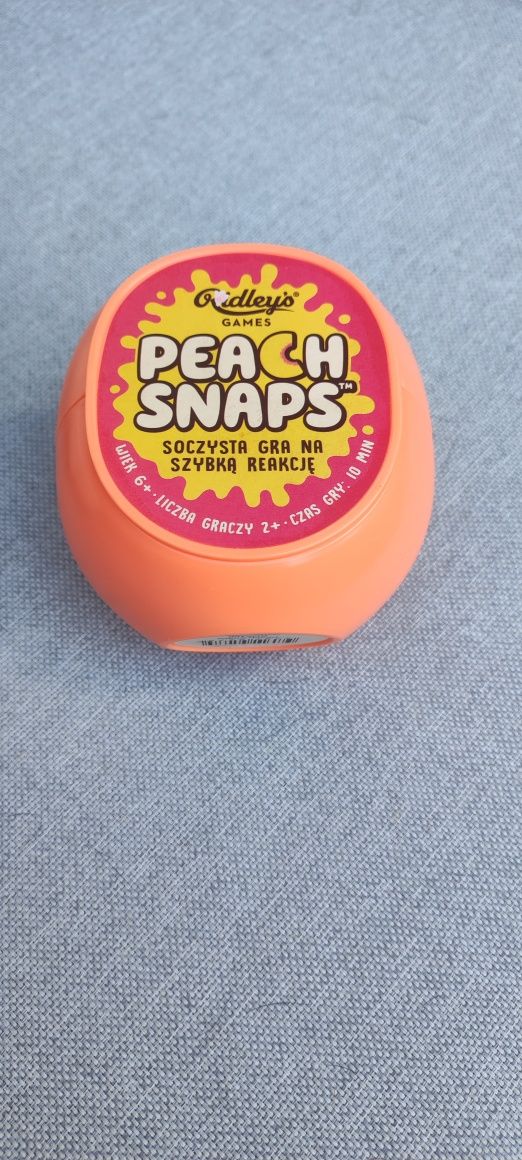 Ridley's®
GAMES
PEACH
SNAPS™
SOCZYSTA GRA NA
SZYBKĄ REAKCJĘ
WIEK 6+ · LICZBA GRACZY 2+ · CZAS GRY: 10 MIN